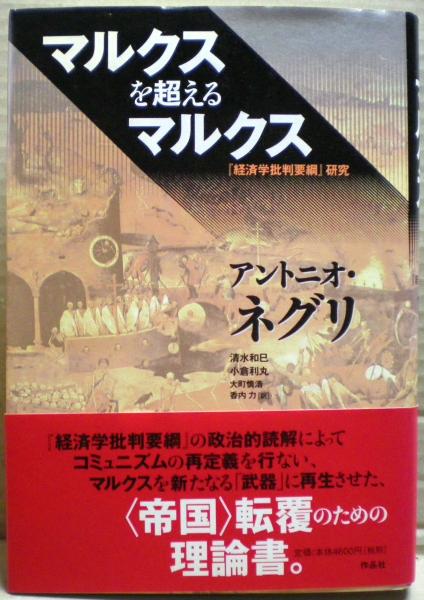 マルクス
を超える
マルクス
『経済学批判要綱』研究
アントニオ・
ネグリ
清水和巳
小倉利丸
大町慎浩
香内 力[訳]
『経済学批判要綱』の政治的読解によって
コミュニズムの再定義を行ない、
マルクスを新たなる「武器」に再生させた、
〈帝国〉転覆のための
理論書。
定価:本体4600円[税別]
作品社